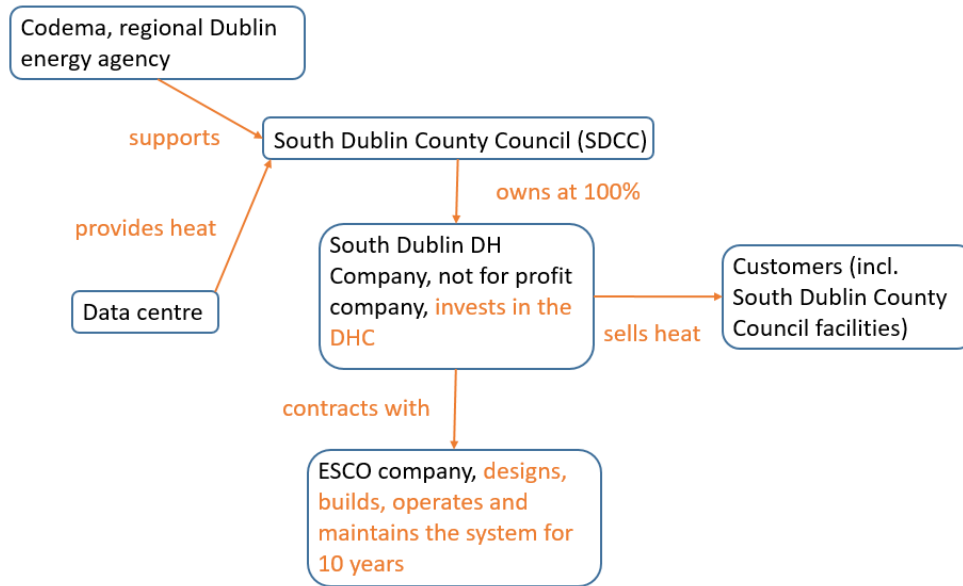 Codema, regional Dublin
energy agency
supports
South Dublin County Council (SDCC)
owns at 100%
provides heat
Data centre
South Dublin DH
Company, not for profit
company, invests in the
DHC
sells heat
Customers (incl.
South Dublin County
Council facilities)
contracts with
ESCO company, designs,
builds, operates and
maintains the system for
10 years